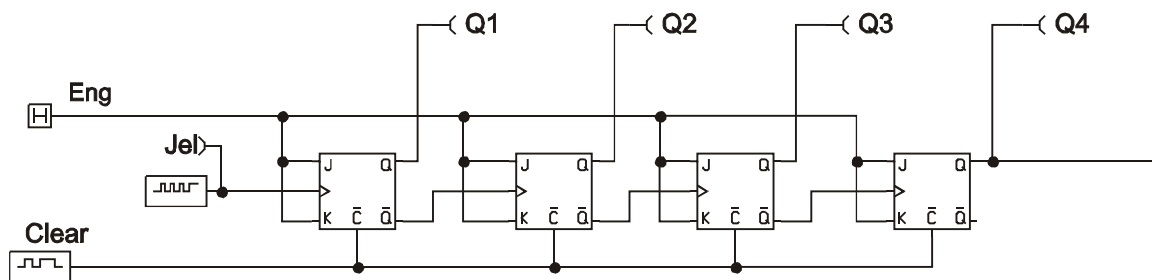 Q1 Q2 Q3 Q4
Eng
H
Jel
J Q J Q J Q J Q
K C̅ Q̅ K C̅ Q̅ K C̅ Q̅ K C̅ Q̅
Clear